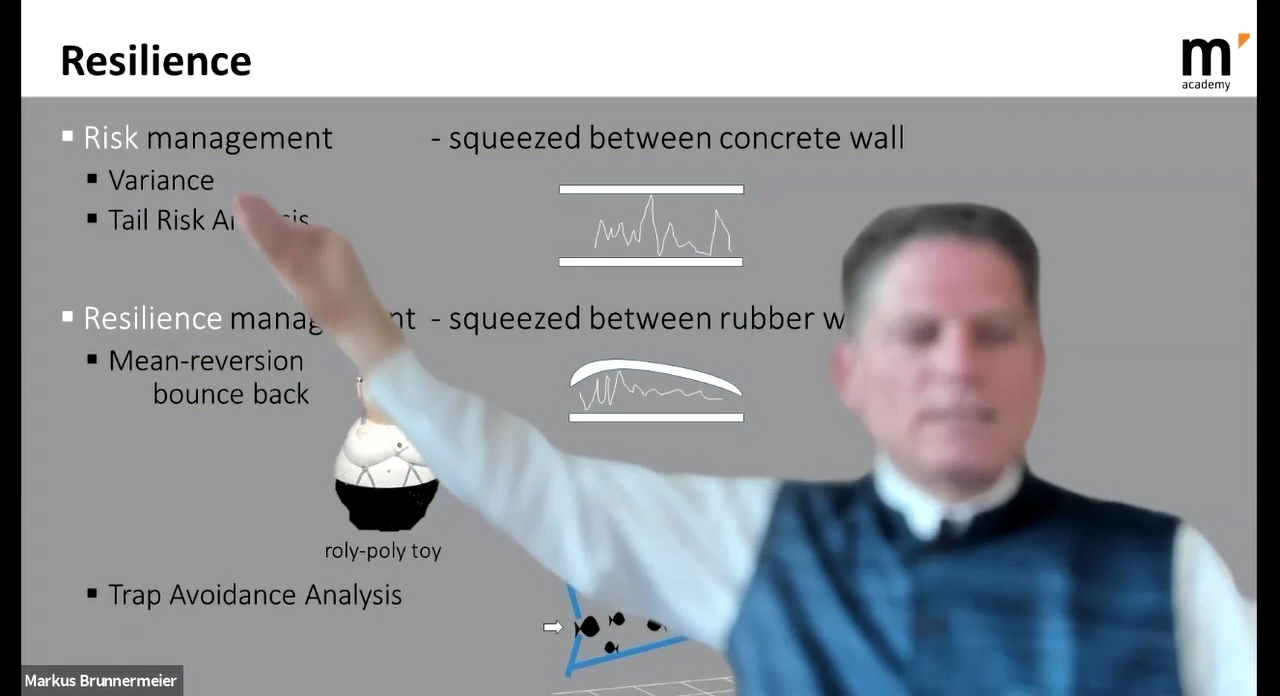 Resilience
m
academy
Risk management - squeezed between concrete wall
Variance
Tail Risk
Resilience - squeezed between rubber
Mean-reversion
bounce back
roly-poly toy
Trap Avoidance Analysis
Markus Brunnermeier